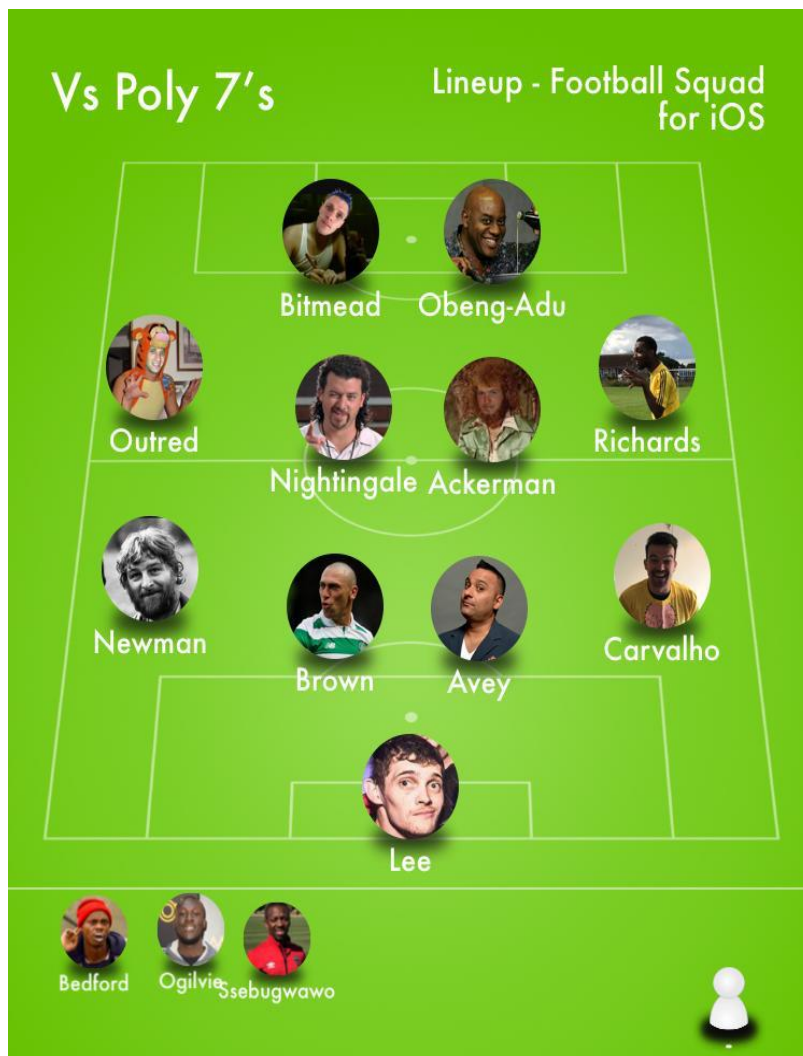 Vs Poly 7's
Lineup - Football Squad
for iOS
Bitmead
Obeng-Adu
Outred
Nightingale
Ackerman
Richards
Newman
Brown
Avey
Carvalho
Lee
Bedford
Ogilvie
Ssebugwawo